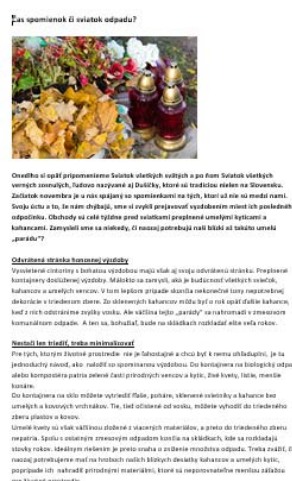 Čas spomienok či sviatok odpadu?
Onedlho si opäť pripomenieme Sviatok všetkých svätých a po ňom Sviatok všetkých
verných zosnulých, ľudovo nazývané aj Dušičky, ktoré sú tradíciou nielen na Slovensku.
Začiatok novembra je u nás spájaný so spomienkami na tých, ktorí už nie sú medzi nami.
Svoju úctu a to, že nám chýbajú, sme si zvykli prejavovať vyzdobením miest ich posledného
odpočinku. Obchody sú celé týždne pred sviatkami preplnené umelými kyticami a
kahancami. Zamysleli sme sa niekedy, či naozaj potrebujú naši blízki až takúto umelú
„parádu“?
Odvrátená stránka honosnej výzdoby
Vysvietené cintoríny s bohatou výzdobou majú však aj svoju odvrátenú stránku. Preplnené
kontajnery doslúženej výzdoby. Málokto sa zamyslí, aká je budúcnosť všetkých sviečok,
kahancov a umelých vencov. V tom lepšom prípade skončia nekonečné tony nepotrebnej
dekorácie v triedenom zbere. Zo sklenených kahancov môžu byť o rok opäť ďalšie kahance,
keď z nich odstránime zvyšky vosku. Ale väčšina tejto „parády“ sa nahromadí v zmesovom
komunálnom odpade. A ten sa, bohužiaľ, bude na skládkach rozkladať ešte veľa rokov.
Nestačí len triediť, treba minimalizovať
Pre tých, ktorým životné prostredie nie je ľahostajné a chcú byť k nemu ohľaduplní, je tu
jednoduchý návod, ako naložiť so spomínanou výzdobou. Do kontajnera na biologický odpad
alebo kompostéra patria zelené časti prírodných vencov a kytíc, živé kvety, lístie, menšie
konáre.
Do kontajnera na sklo môžete vytriediť fľaše, poháre, sklenené svietniky a kahance bez
umelých a kovových vrchnákov. Tie, tiež očistené od vosku, môžete vyhodiť do triedeného
zberu plastov a kovov.
Umelé kvety sú však väčšinou zložené z viacerých materiálov, a preto do triedeného zberu
nepatria. Spolu s ostatným zmesovým odpadom končia na skládkach, kde sa rozkladajú
stovky rokov. Ideálnym riešením je preto snaha o zníženie množstva odpadu. Treba zvážiť, či
naozaj potrebujeme mať na hroboch našich blízkych desiatky kahancov a umelých kytíc,
poprípade ich nahradiť prírodnými materiálmi, ktoré sú neporovnateľne menšou záťažou
pre životné prostredie.